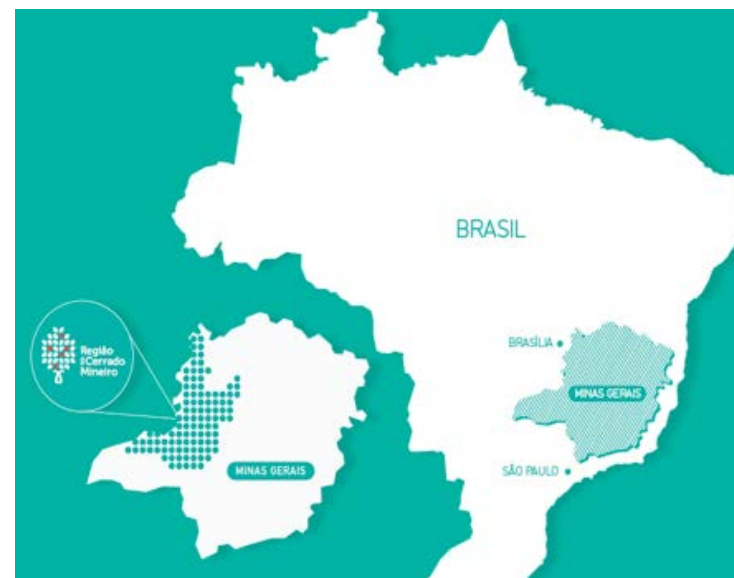 BRASIL
BRASÍLIA
MINAS GERAIS
SÃO PAULO
Região
do Cerrado
Mineiro
MINAS GERAIS